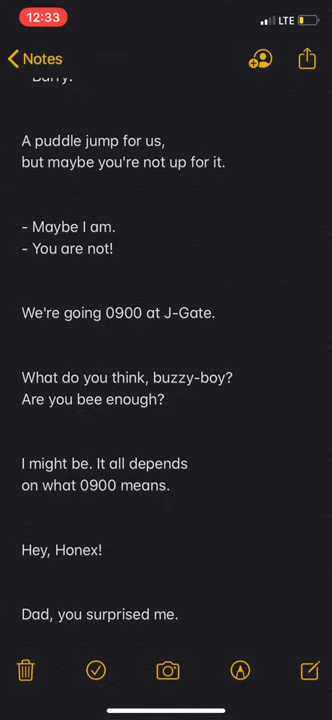 12:33
LTE
Notes
A puddle jump for us,
but maybe you're not up for it.
- Maybe I am.
- You are not!
We're going 0900 at J-Gate.
What do you think, buzzy-boy?
Are you bee enough?
I might be. It all depends
on what 0900 means.
Hey, Honex!
Dad, you surprised me.